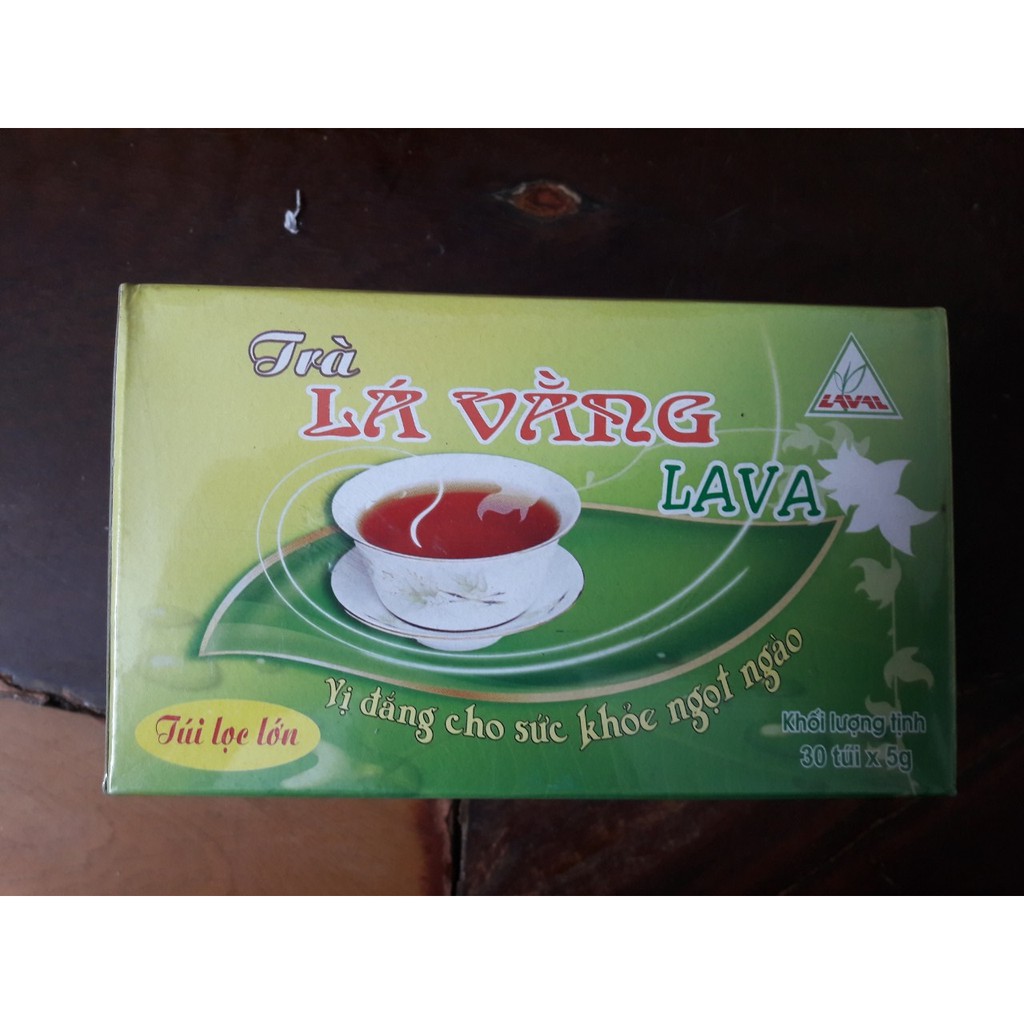 Trà
LÁ VẰNG
LAVA
LAVAL
Vị đắng cho sức khỏe ngọt ngào
Túi lọc lớn
Khối lượng tịnh
30 túi x 5g